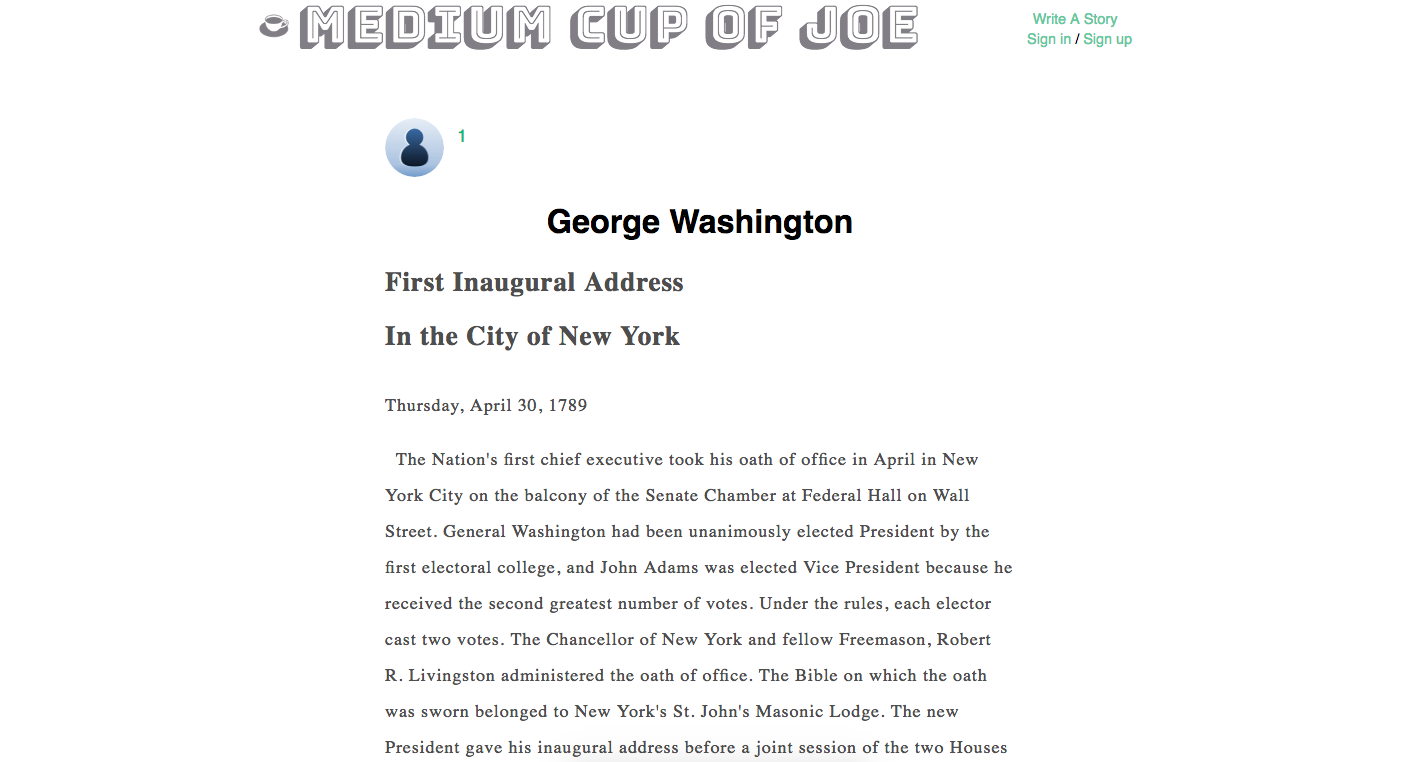 MEDIUM CUP OF JOE
Write A Story
Sign in / Sign up
1
George Washington
First Inaugural Address
In the City of New York
Thursday, April 30, 1789
The Nation's first chief executive took his oath of office in April in New
York City on the balcony of the Senate Chamber at Federal Hall on Wall
Street. General Washington had been unanimously elected President by the
first electoral college, and John Adams was elected Vice President because he
received the second greatest number of votes. Under the rules, each elector
cast two votes. The Chancellor of New York and fellow Freemason, Robert
R. Livingston administered the oath of office. The Bible on which the oath
was sworn belonged to New York's St. John's Masonic Lodge. The new
President gave his inaugural address before a joint session of the two Houses